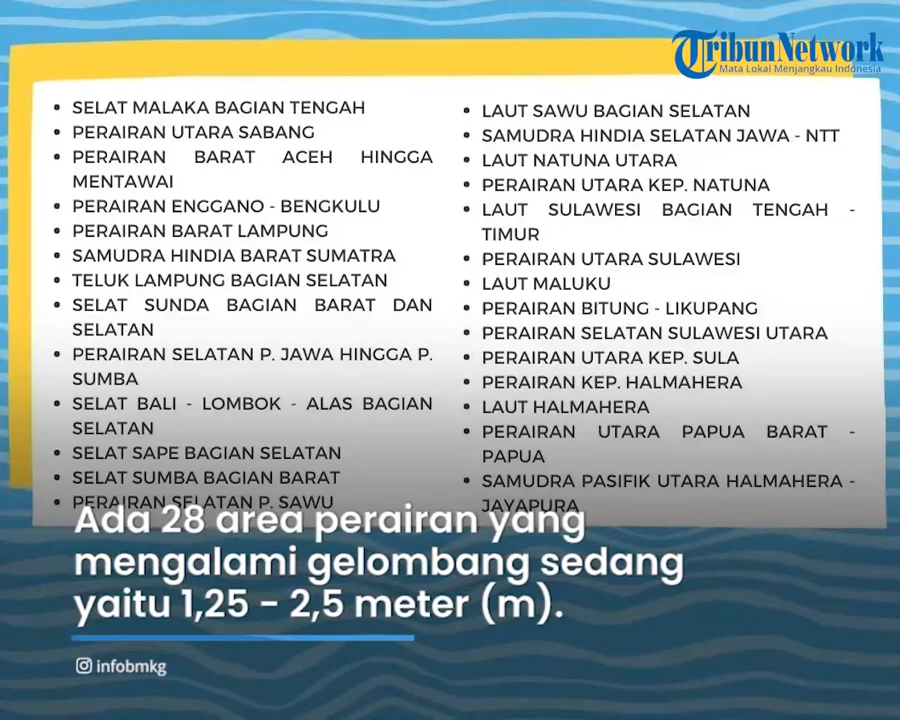 TribunNetwork
Mata Lokal Menjangkau Indonesia
• SELAT MALAKA BAGIAN TENGAH
• PERAIRAN UTARA SABANG
• PERAIRAN BARAT ACEH HINGGA
MENTAWAI
• PERAIRAN ENGGANO - BENGKULU
• PERAIRAN BARAT LAMPUNG
• SAMUDRA HINDIA BARAT SUMATRA
• TELUK LAMPUNG BAGIAN SELATAN
• SELAT SUNDA BAGIAN BARAT DAN
SELATAN
• PERAIRAN SELATAN P. JAWA HINGGA P.
SUMBA
• SELAT BALI - LOMBOK - ALAS BAGIAN
SELATAN
• SELAT SAPE BAGIAN SELATAN
• SELAT SUMBA BAGIAN BARAT
• PERAIRAN SELATAN P. SAWU
• LAUT SAWU BAGIAN SELATAN
• SAMUDRA HINDIA SELATAN JAWA - NTT
• LAUT NATUNA UTARA
• PERAIRAN UTARA KEP. NATUNA
• LAUT SULAWESI BAGIAN TENGAH -
TIMUR
• PERAIRAN UTARA SULAWESI
• LAUT MALUKU
• PERAIRAN BITUNG - LIKUPANG
• PERAIRAN SELATAN SULAWESI UTARA
• PERAIRAN UTARA KEP. SULA
• PERAIRAN KEP. HALMAHERA
• LAUT HALMAHERA
• PERAIRAN UTARA PAPUA BARAT -
PAPUA
• SAMUDRA PASIFIK UTARA HALMAHERA -
JAYAPURA
Ada 28 area perairan yang
mengalami gelombang sedang
yaitu 1,25 - 2,5 meter (m).
infobmkg